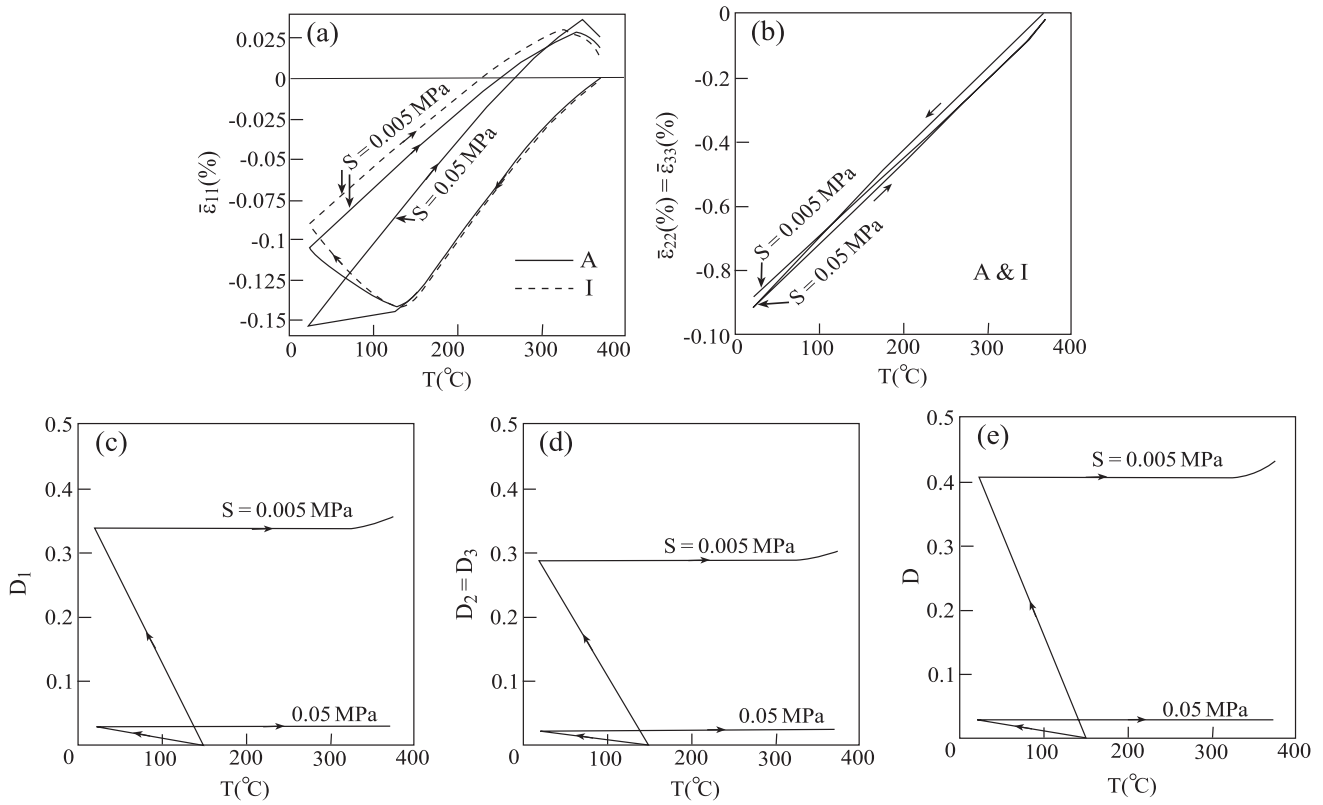 (a)
0.025
0
-0.025
-0.05
-0.075
-0.1
-0.125
-0.15
ε̄11(%)
S = 0.005 MPa
S = 0.05 MPa
A
I
0 100 200 300 400
T(°C)
(b)
0
-0.2
-0.4
-0.6
-0.8
-0.10
ε̄22(%) = ε̄33(%)
S = 0.005 MPa
S = 0.05 MPa
A & I
0 100 200 300 400
T(°C)
(c)
0.5
0.4
0.3
0.2
0.1
D1
S = 0.005 MPa
0.05 MPa
100 200 300 400
T(°C)
(d)
0.5
0.4
0.3
0.2
0.1
0
D2 = D3
S = 0.005 MPa
0.05 MPa
100 200 300 400
T(°C)
(e)
0.5
0.4
0.3
0.2
0.1
0
D
S = 0.005 MPa
0.05 MPa
100 200 300 400
T(°C)